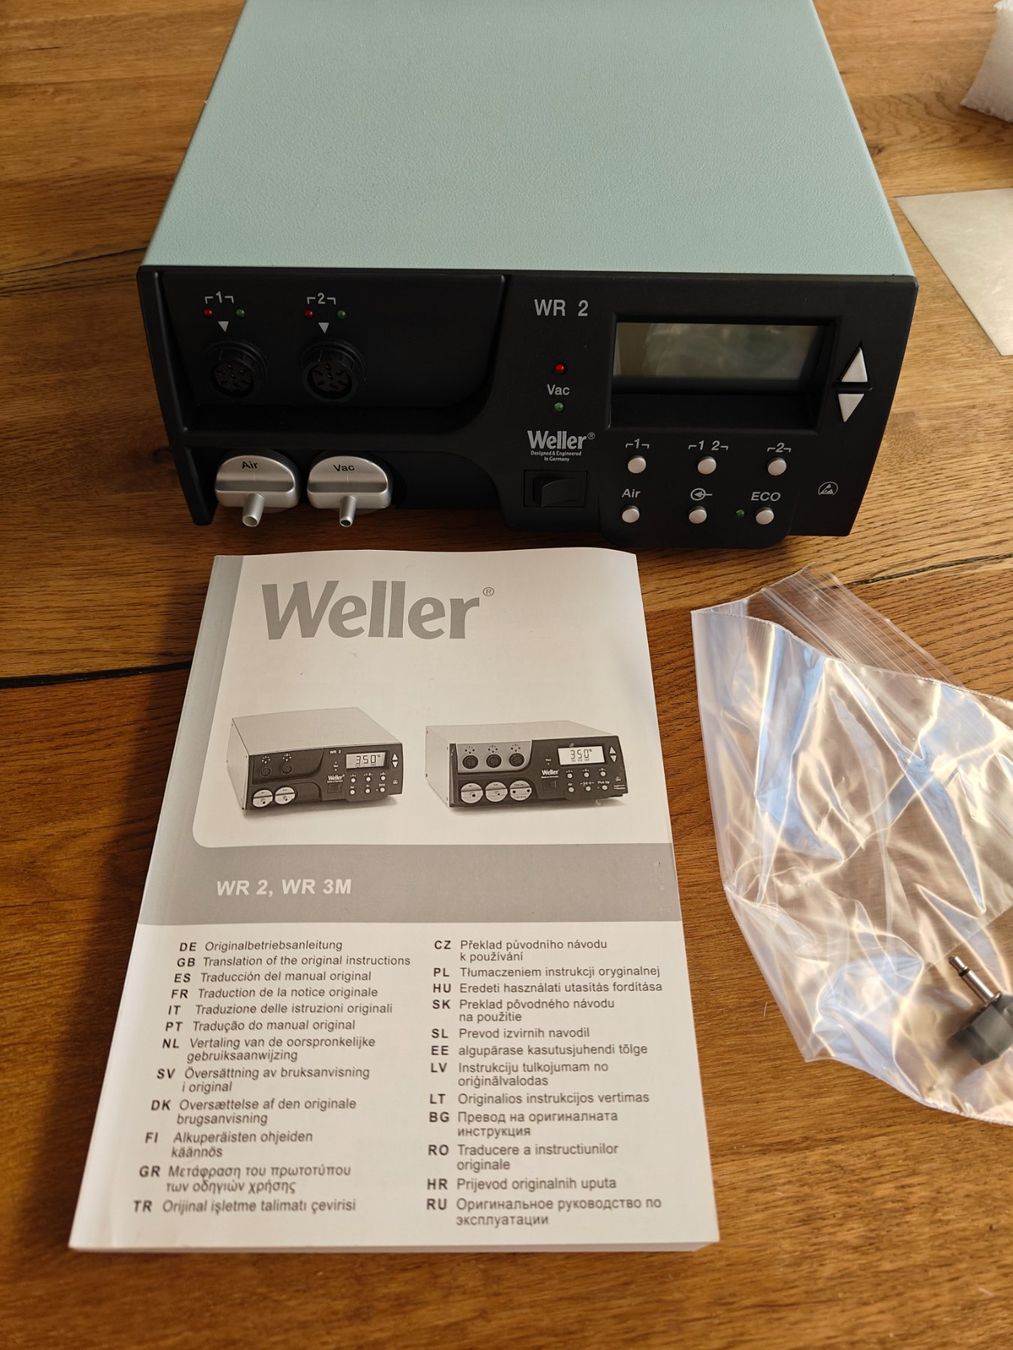 1
2
WR 2
Vac
Weller®
Designed & Engineered
in Germany
1
1 2
2
Air
ECO
Air
Vac
Weller®
WR 2
350°
Weller
350°
Weller
WR 2, WR 3M
DE Originalbetriebsanleitung
GB Translation of the original instructions
ES Traducción del manual original
FR Traduction de la notice originale
IT Traduzione delle istruzioni originali
PT Tradução do manual original
NL Vertaling van de oorspronkelijke
gebruiksaanwijzing
SV Översättning av bruksanvisning
i original
DK Oversættelse af den originale
brugsanvisning
FI Alkuperäisten ohjeiden
käännös
GR Μετάφραση του πρωτοτύπου
των οδηγιών χρήσης
TR Orijinal işletme talimatı çevirisi
CZ Překlad původního návodu
k používání
PL Tłumaczeniem instrukcji oryginalnej
HU Eredeti használati utasítás fordítása
SK Preklad pôvodného návodu
na použitie
SL Prevod izvirnih navodil
EE algupärase kasutusjuhendi tõlge
LV Instrukciju tulkojumam no
oriģinālvalodas
LT Originalios instrukcijos vertimas
BG Превод на оригиналната
инструкция
RO Traducere a instructiunilor
originale
HR Prijevod originalnih uputa
RU Оригинальное руководство по
эксплуатации